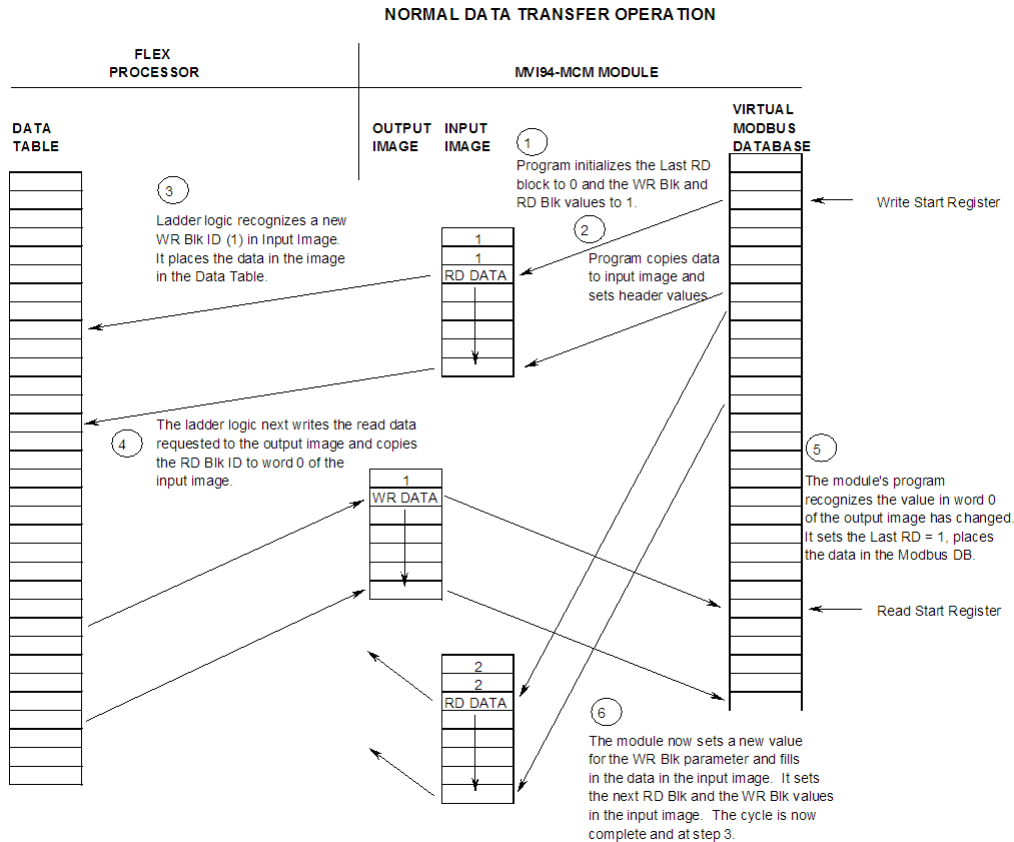 NORMAL DATA TRANSFER OPERATION
FLEX
PROCESSOR
MVI94-MCM MODULE
DATA
TABLE
OUTPUT
IMAGE
INPUT
IMAGE
VIRTUAL
MODBUS
DATABASE
1
Program initializes the Last RD
block to 0 and the WR Blk and
RD Blk values to 1.
Write Start Register
2
Program copies data
to input image and
sets header values
3
Ladder logic recognizes a new
WR Blk ID (1) in Input Image.
It places the data in the image
in the Data Table.
1
1
RD DATA
4
The ladder logic next writes the read data
requested to the output image and copies
the RD Blk ID to word 0 of the
input image.
1
WR DATA
5
The module's program
recognizes the value in word 0
of the output image has changed.
It sets the Last RD = 1, places
the data in the Modbus DB.
Read Start Register
2
2
RD DATA
6
The module now sets a new value
for the WR Blk parameter and fills
in the data in the input image. It sets
the next RD Blk and the WR Blk values
in the input image. The cycle is now
complete and at step 3.